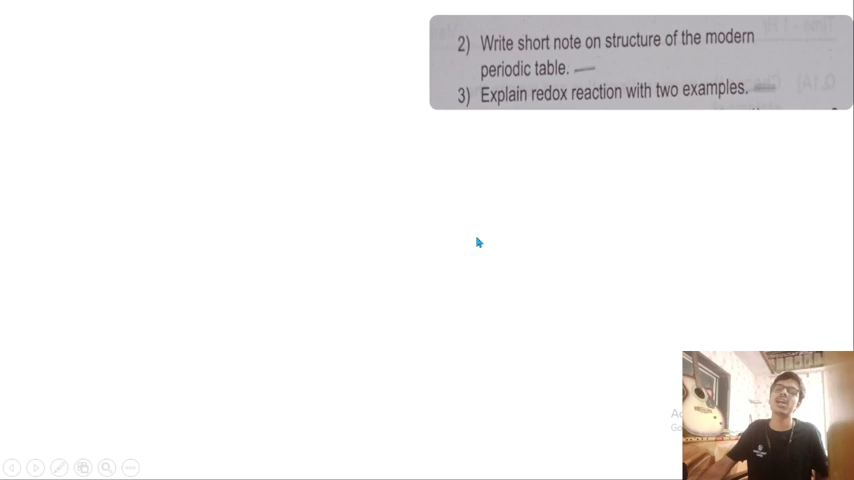 2) Write short note on structure of the modern
periodic table.
3) Explain redox reaction with two examples.